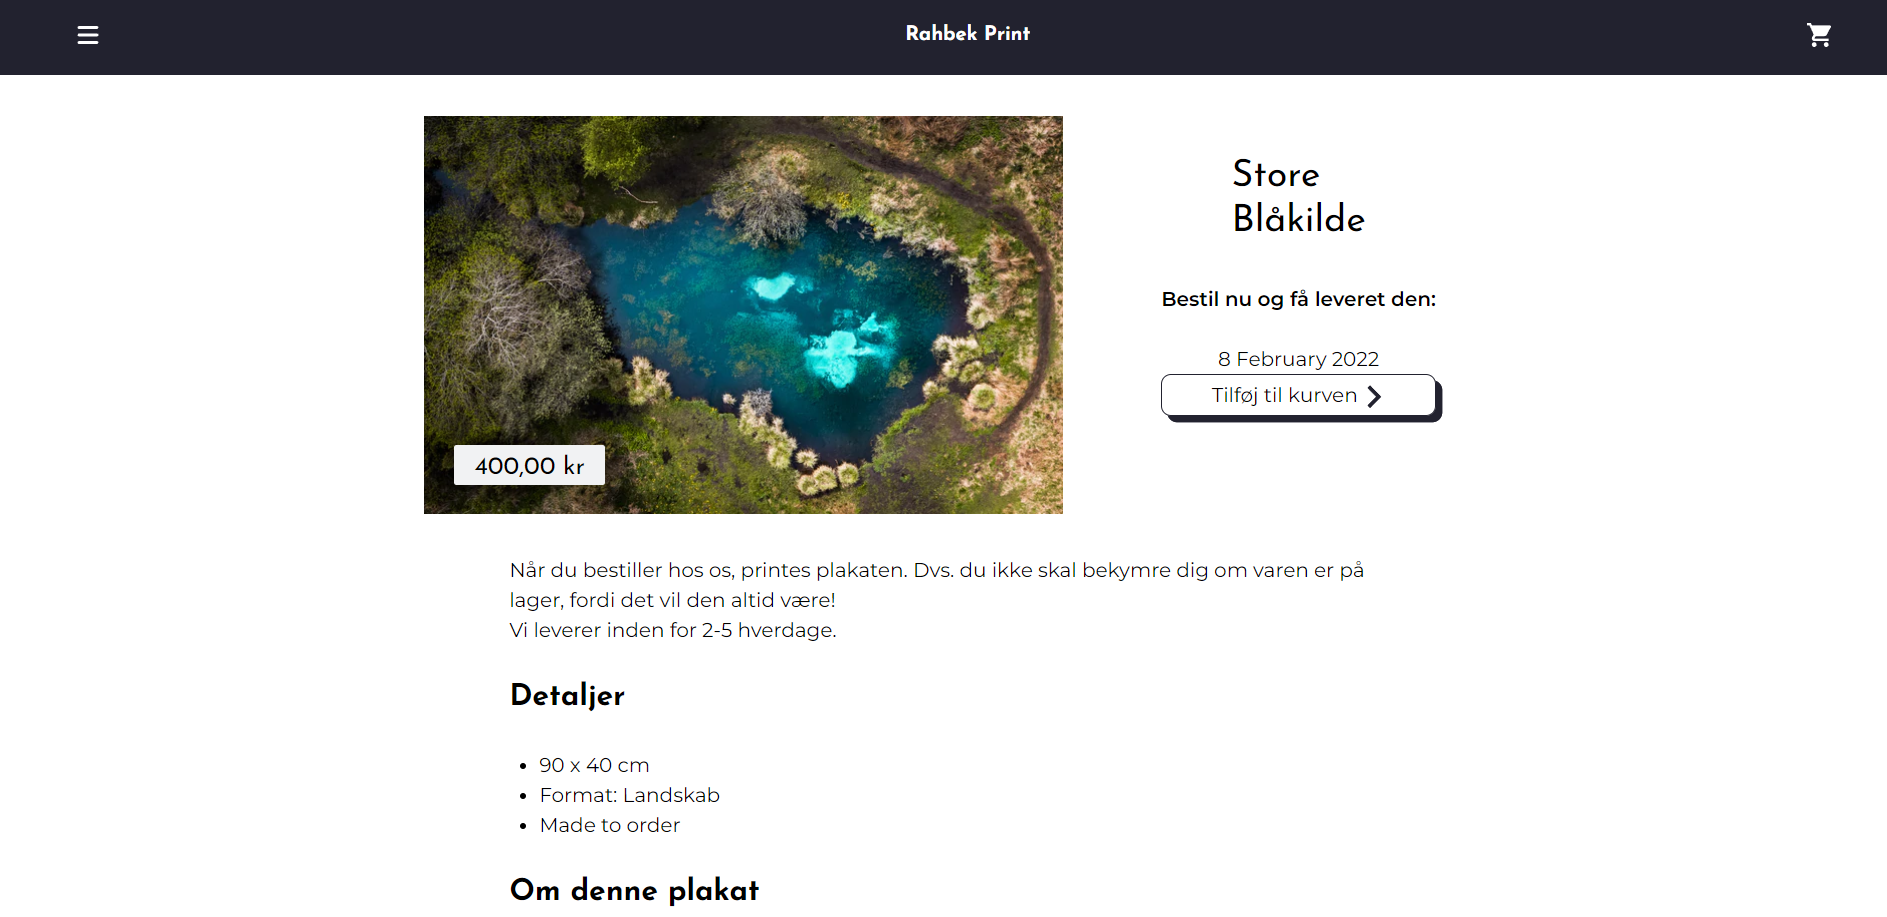 Rahbek Print
Store
Blåkilde
Bestil nu og få leveret den:
8 February 2022
Tilføj til kurven
400,00 kr
Når du bestiller hos os, printes plakaten. Dvs. du ikke skal bekymre dig om varen er på
lager, fordi det vil den altid være!
Vi leverer inden for 2-5 hverdage.
Detaljer
• 90 x 40 cm
• Format: Landskab
• Made to order
Om denne plakat